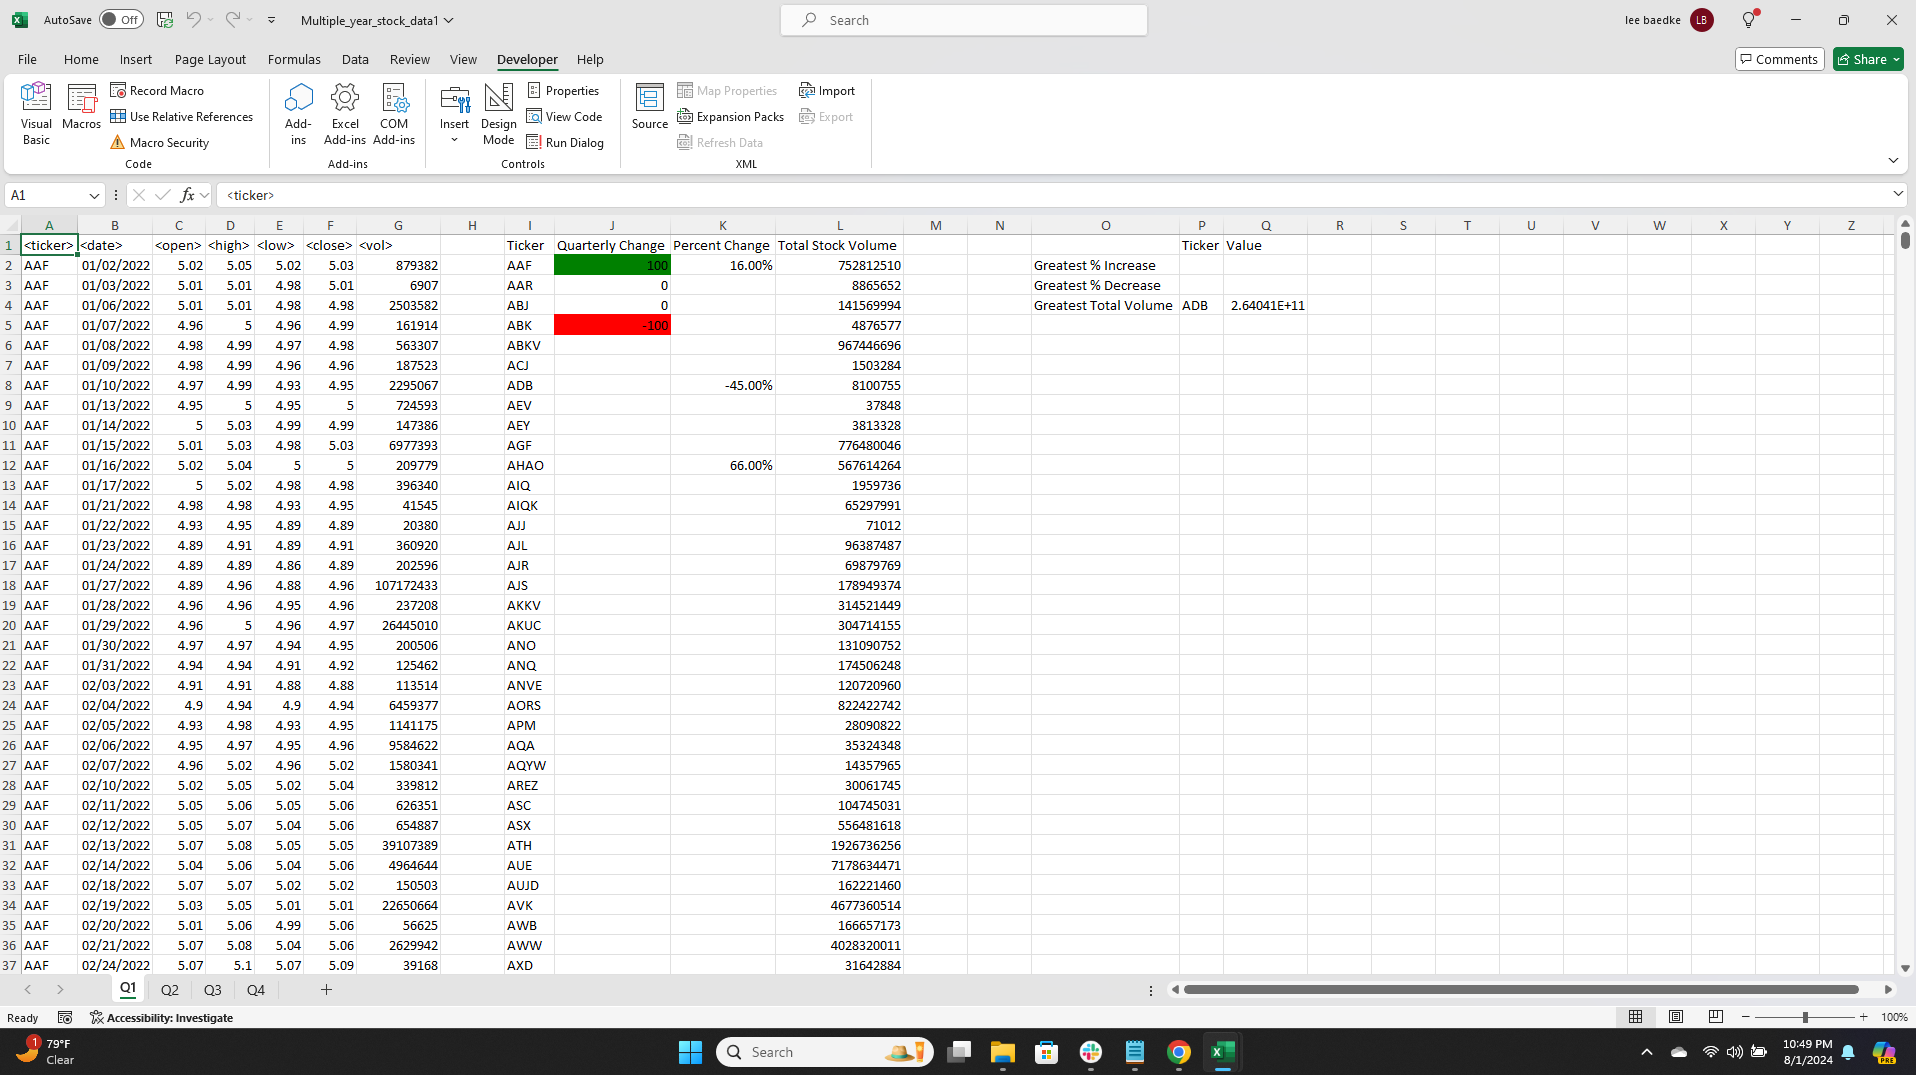 AutoSave Off Multiple_year_stock_data1 Search lee baedke LB
File Home Insert Page Layout Formulas Data Review View Developer Help Comments Share
Visual Basic Macros Record Macro Use Relative References Macro Security Code
Add-ins Excel Add-ins COM Add-ins Add-ins
Insert Design Mode Properties View Code Run Dialog Controls
Source Map Properties Expansion Packs Refresh Data Import Export XML
A1 fx <ticker>
A B C D E F G H I J K L M N O P Q R S T U V W X Y Z
1 <ticker> <date> <open> <high> <low> <close> <vol> Ticker Quarterly Change Percent Change Total Stock Volume Ticker Value
2 AAF 01/02/2022 5.02 5.05 5.02 5.03 879382 AAF 100 16.00% 752812510 Greatest % Increase
3 AAF 01/03/2022 5.01 5.01 4.98 5.01 6907 AAR 0 8865652 Greatest % Decrease
4 AAF 01/06/2022 5.01 5.01 4.98 4.98 2503582 ABJ 0 141569994 Greatest Total Volume ADB 2.64041E+11
5 AAF 01/07/2022 4.96 5 4.96 4.99 161914 ABK -100 4876577
6 AAF 01/08/2022 4.98 4.99 4.97 4.98 563307 ABKV 967446696
7 AAF 01/09/2022 4.98 4.99 4.96 4.96 187523 ACJ 1503284
8 AAF 01/10/2022 4.97 4.99 4.93 4.95 2295067 ADB -45.00% 8100755
9 AAF 01/13/2022 4.95 5 4.95 5 724593 AEV 37848
10 AAF 01/14/2022 5 5.03 4.99 4.99 147386 AEY 3813328
11 AAF 01/15/2022 5.01 5.03 4.98 5.03 6977393 AGF 776480046
12 AAF 01/16/2022 5.02 5.04 5 5 209779 AHAO 66.00% 567614264
13 AAF 01/17/2022 5 5.02 4.98 4.98 396340 AIQ 1959736
14 AAF 01/21/2022 4.98 4.98 4.93 4.95 41545 AIQK 65297991
15 AAF 01/22/2022 4.93 4.95 4.89 4.89 20380 AJJ 71012
16 AAF 01/23/2022 4.89 4.91 4.89 4.91 360920 AJL 96387487
17 AAF 01/24/2022 4.89 4.89 4.86 4.89 202596 AJR 69879769
18 AAF 01/27/2022 4.89 4.96 4.88 4.96 107172433 AJS 178949374
19 AAF 01/28/2022 4.96 4.96 4.95 4.96 237208 AKKV 314521449
20 AAF 01/29/2022 4.96 5 4.96 4.97 26445010 AKUC 304714155
21 AAF 01/30/2022 4.97 4.97 4.94 4.95 200506 ANO 131090752
22 AAF 01/31/2022 4.94 4.94 4.91 4.92 125462 ANQ 174506248
23 AAF 02/03/2022 4.91 4.91 4.88 4.88 113514 ANVE 120720960
24 AAF 02/04/2022 4.9 4.94 4.9 4.94 6459377 AORS 822422742
25 AAF 02/05/2022 4.93 4.98 4.93 4.95 1141175 APM 28090822
26 AAF 02/06/2022 4.95 4.97 4.95 4.96 9584622 AQA 35324348
27 AAF 02/07/2022 4.96 5.02 4.96 5.02 1580341 AQYW 14357965
28 AAF 02/10/2022 5.02 5.05 5.02 5.04 339812 AREZ 30061745
29 AAF 02/11/2022 5.05 5.06 5.05 5.06 626351 ASC 104745031
30 AAF 02/12/2022 5.05 5.07 5.04 5.06 654887 ASX 556481618
31 AAF 02/13/2022 5.07 5.08 5.05 5.05 39107389 ATH 1926736256
32 AAF 02/14/2022 5.04 5.06 5.04 5.06 4964644 AUE 7178634471
33 AAF 02/18/2022 5.07 5.07 5.02 5.02 150503 AUJD 162221460
34 AAF 02/19/2022 5.03 5.05 5.01 5.01 22650664 AVK 4677360514
35 AAF 02/20/2022 5.01 5.06 4.99 5.06 56625 AWB 166657173
36 AAF 02/21/2022 5.07 5.08 5.04 5.06 2629942 AWW 4028320011
37 AAF 02/24/2022 5.07 5.1 5.07 5.09 39168 AXD 31642884
Q1 Q2 Q3 Q4
Ready Accessibility: Investigate 100%
1 79°F Clear Search 10:49 PM 8/1/2024 PRE